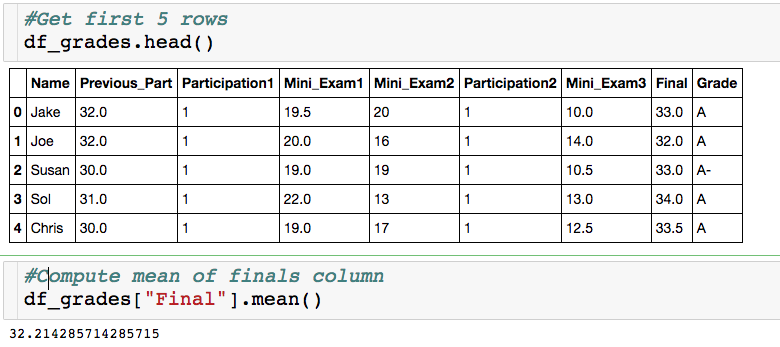 #Get first 5 rows
df_grades.head()
Name Previous_Part Participation1 Mini_Exam1 Mini_Exam2 Participation2 Mini_Exam3 Final Grade
0 Jake 32.0 1 19.5 20 1 10.0 33.0 A
1 Joe 32.0 1 20.0 16 1 14.0 32.0 A
2 Susan 30.0 1 19.0 19 1 10.5 33.0 A-
3 Sol 31.0 1 22.0 13 1 13.0 34.0 A
4 Chris 30.0 1 19.0 17 1 12.5 33.5 A
#Compute mean of finals column
df_grades["Final"].mean()
32.214285714285715